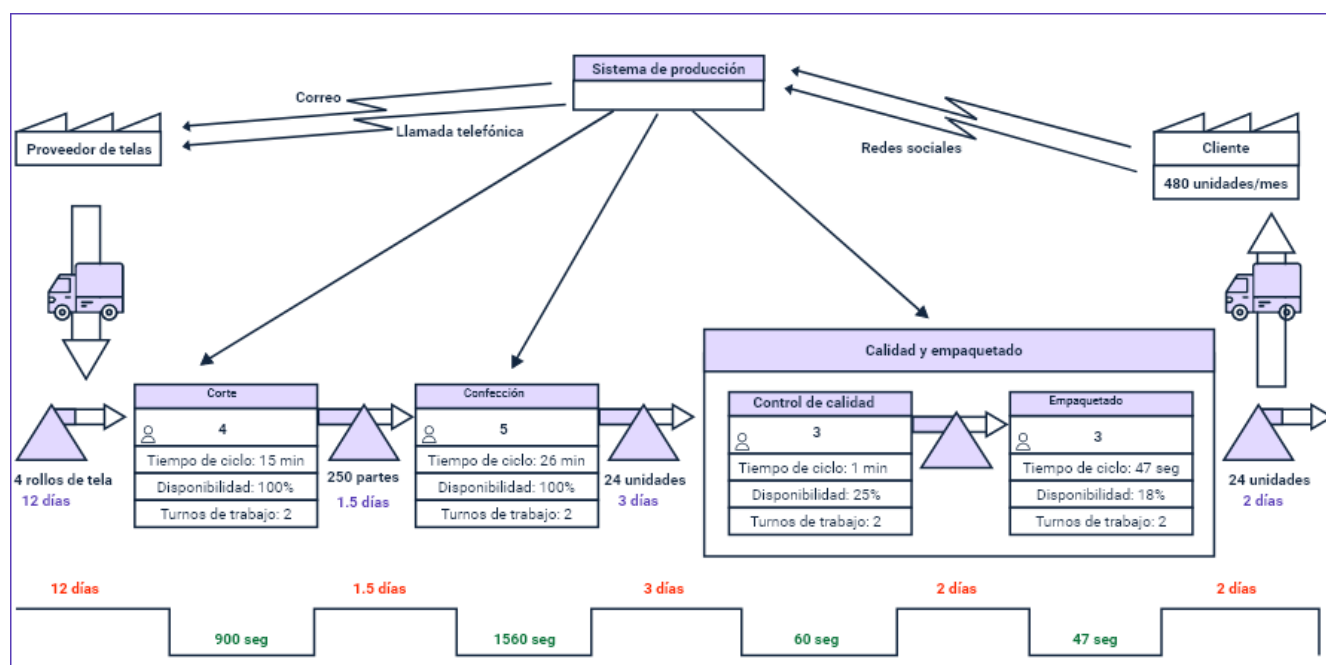 Sistema de producción
Correo
Llamada telefónica
Proveedor de telas
Redes sociales
Cliente
480 unidades/mes
Calidad y empaquetado
4 rollos de tela
12 días
Corte
4
Tiempo de ciclo: 15 min
Disponibilidad: 100%
Turnos de trabajo: 2
250 partes
1.5 días
Confección
5
Tiempo de ciclo: 26 min
Disponibilidad: 100%
Turnos de trabajo: 2
24 unidades
3 días
Control de calidad
3
Tiempo de ciclo: 1 min
Disponibilidad: 25%
Turnos de trabajo: 2
Empaquetado
3
Tiempo de ciclo: 47 seg
Disponibilidad: 18%
Turnos de trabajo: 2
24 unidades
2 días
12 días
900 seg
1.5 días
1560 seg
3 días
60 seg
2 días
47 seg
2 días